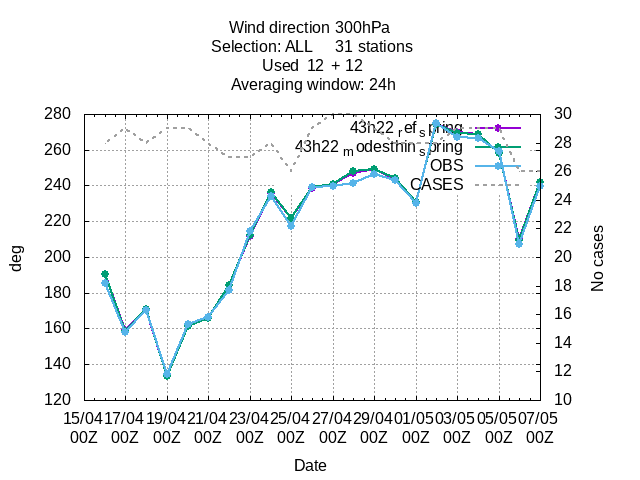 Wind direction 300hPa
Selection: ALL 31 stations
Used 12 + 12
Averaging window: 24h
280 30
260 28
240 26
220 24
200 22
180 20
160 18
140 16
120 14
12
10
43h22_ref_spring
43h22_modestmin_spring
OBS
CASES
deg
No cases
15/04 17/04 19/04 21/04 23/04 25/04 27/04 29/04 01/05 03/05 05/05 07/05
00Z 00Z 00Z 00Z 00Z 00Z 00Z 00Z 00Z 00Z 00Z 00Z
Date